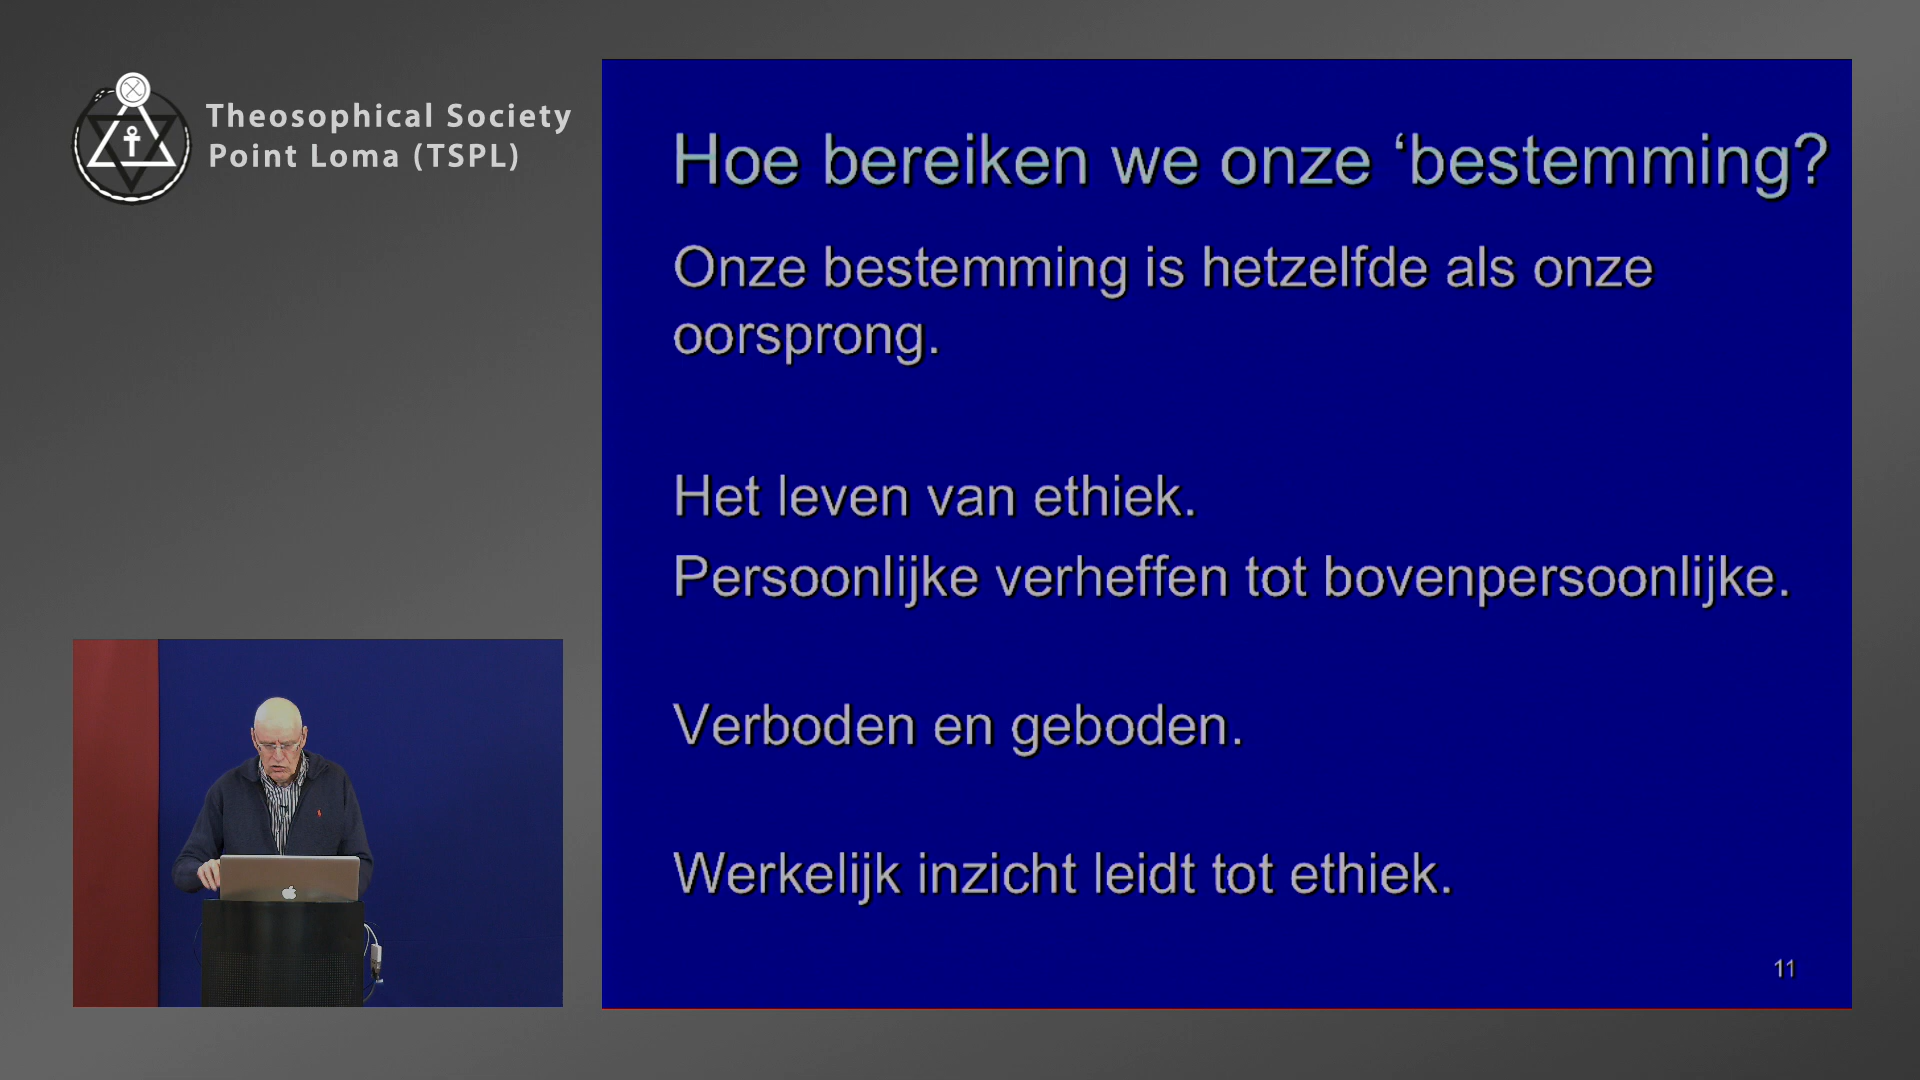 Theosophical Society
Point Loma (TSPL)
Hoe bereiken we onze ‘bestemming?
Onze bestemming is hetzelfde als onze
oorsprong.
Het leven van ethiek.
Persoonlijke verheffen tot bovenpersoonlijke.
Verboden en geboden.
Werkelijk inzicht leidt tot ethiek.
11